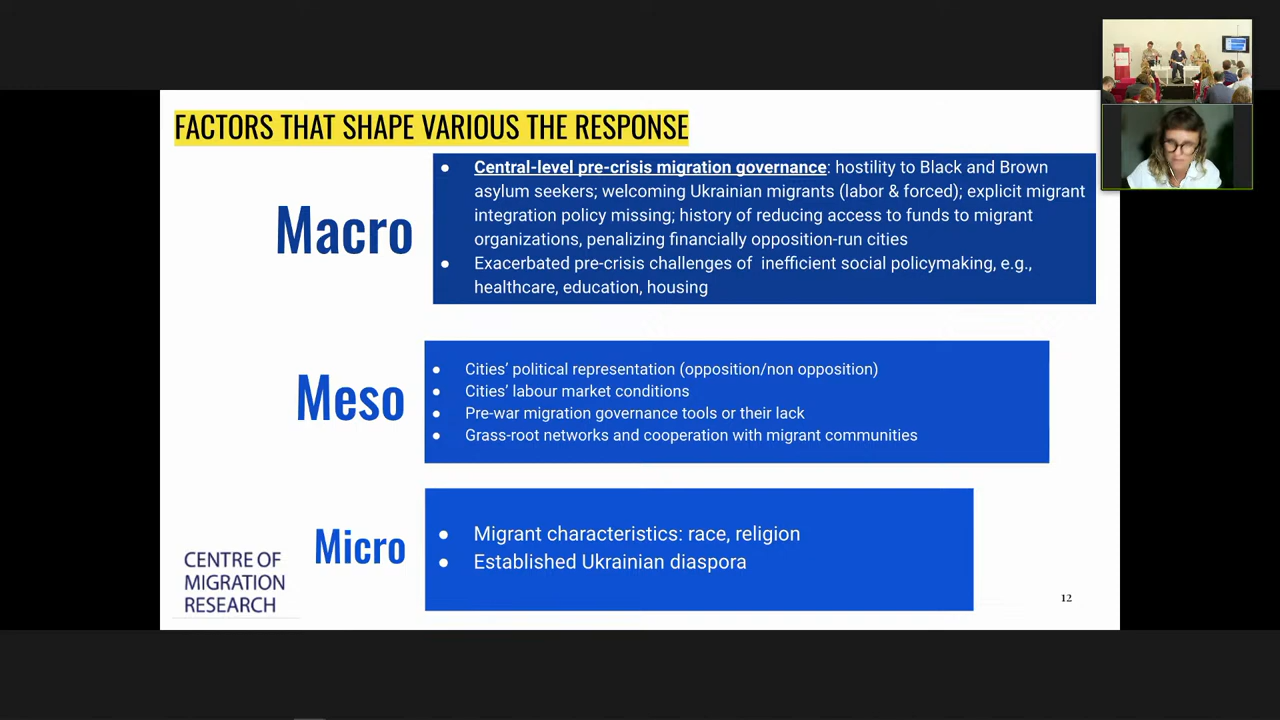 FACTORS THAT SHAPE VARIOUS THE RESPONSE
Macro
● Central-level pre-crisis migration governance: hostility to Black and Brown
asylum seekers; welcoming Ukrainian migrants (labor & forced); explicit migrant
integration policy missing; history of reducing access to funds to migrant
organizations, penalizing financially opposition-run cities
● Exacerbated pre-crisis challenges of inefficient social policymaking, e.g.,
healthcare, education, housing
Meso
● Cities' political representation (opposition/non opposition)
● Cities' labour market conditions
● Pre-war migration governance tools or their lack
● Grass-root networks and cooperation with migrant communities
Micro
● Migrant characteristics: race, religion
● Established Ukrainian diaspora
CENTRE OF
MIGRATION
RESEARCH
12